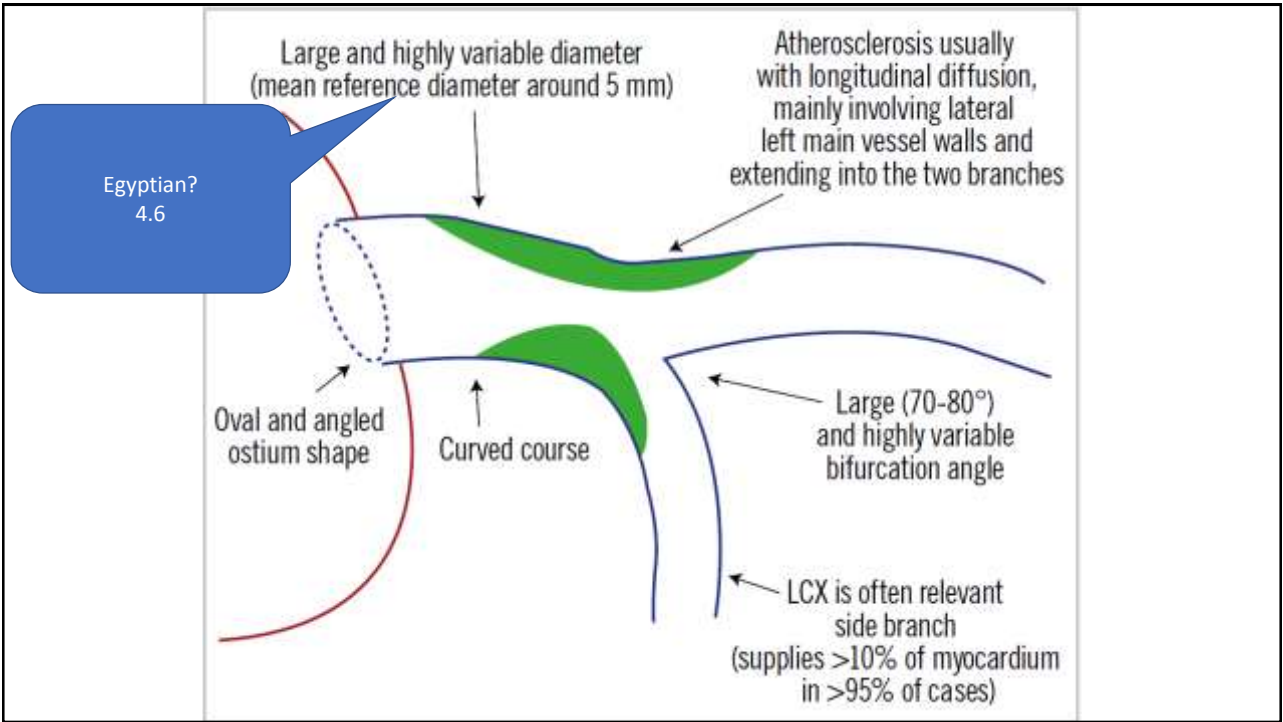 Large and highly variable diameter
(mean reference diameter around 5 mm)
Atherosclerosis usually
with longitudinal diffusion,
mainly involving lateral
left main vessel walls and
extending into the two branches
Egyptian?
4.6
Oval and angled
ostium shape
Curved course
Large (70-80°)
and highly variable
bifurcation angle
LCX is often relevant
side branch
(supplies >10% of myocardium
in >95% of cases)